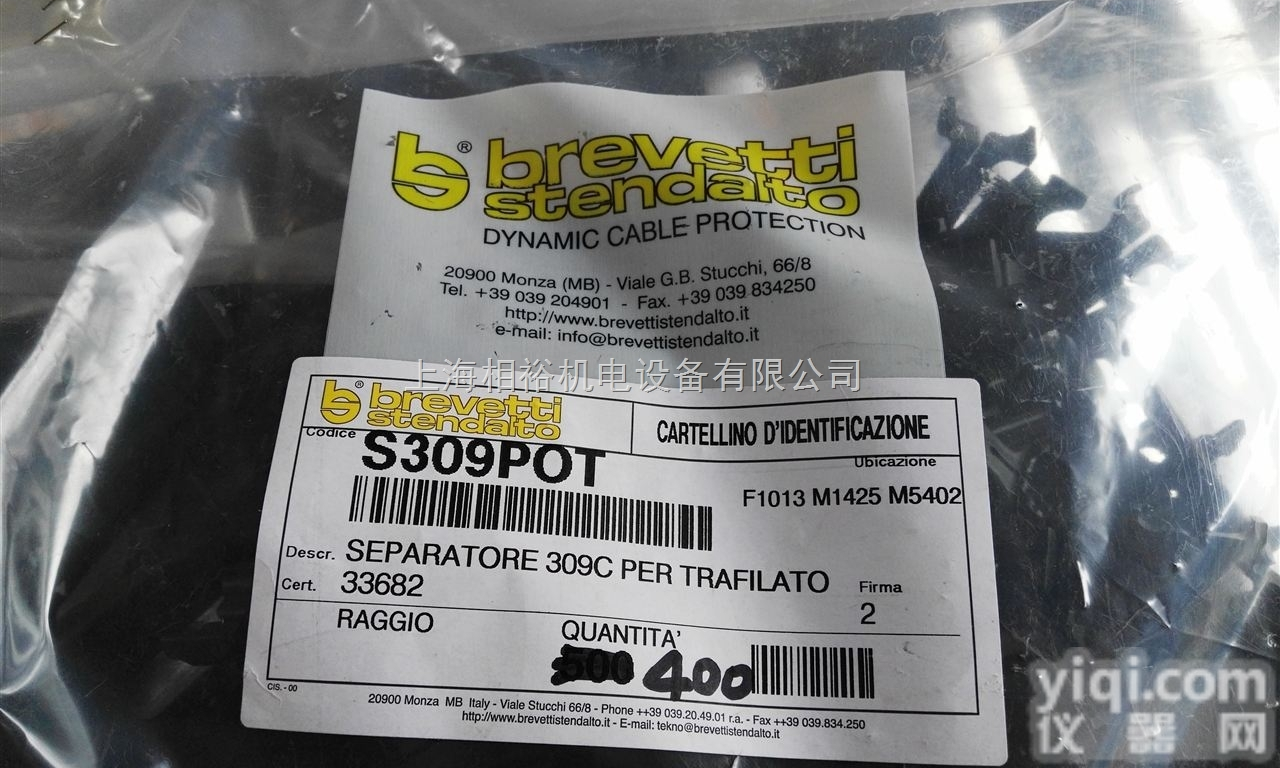 bs® brevetti
stendalto
DYNAMIC CABLE PROTECTION
20900 Monza (MB) - Viale G.B. Stucchi, 66/8
Tel. +39 039 204901 - Fax. +39 039 834250
http://www.brevettistendalto.it
e-mail: info@brevettistendalto.it
上海相裕机电设备有限公司
bs® brevetti
stendalto
CARTELLINO D'IDENTIFICAZIONE
Codice
S309POT
Ubicazione
F1013 M1425 M5402
Descr. SEPARATORE 309C PER TRAFILATO
Cert. 33682
Firma
2
RAGGIO
QUANTITA'
500 400
CIS. - 00
20900 Monza MB Italy - Viale Stucchi 66/8 - Phone ++39 039.20.49.01 r.a. - Fax ++39 039.834.250
http://www.brevettistendalto.it - E-mail: tekno@brevettistendalto.it
yiqi.com
仪器网